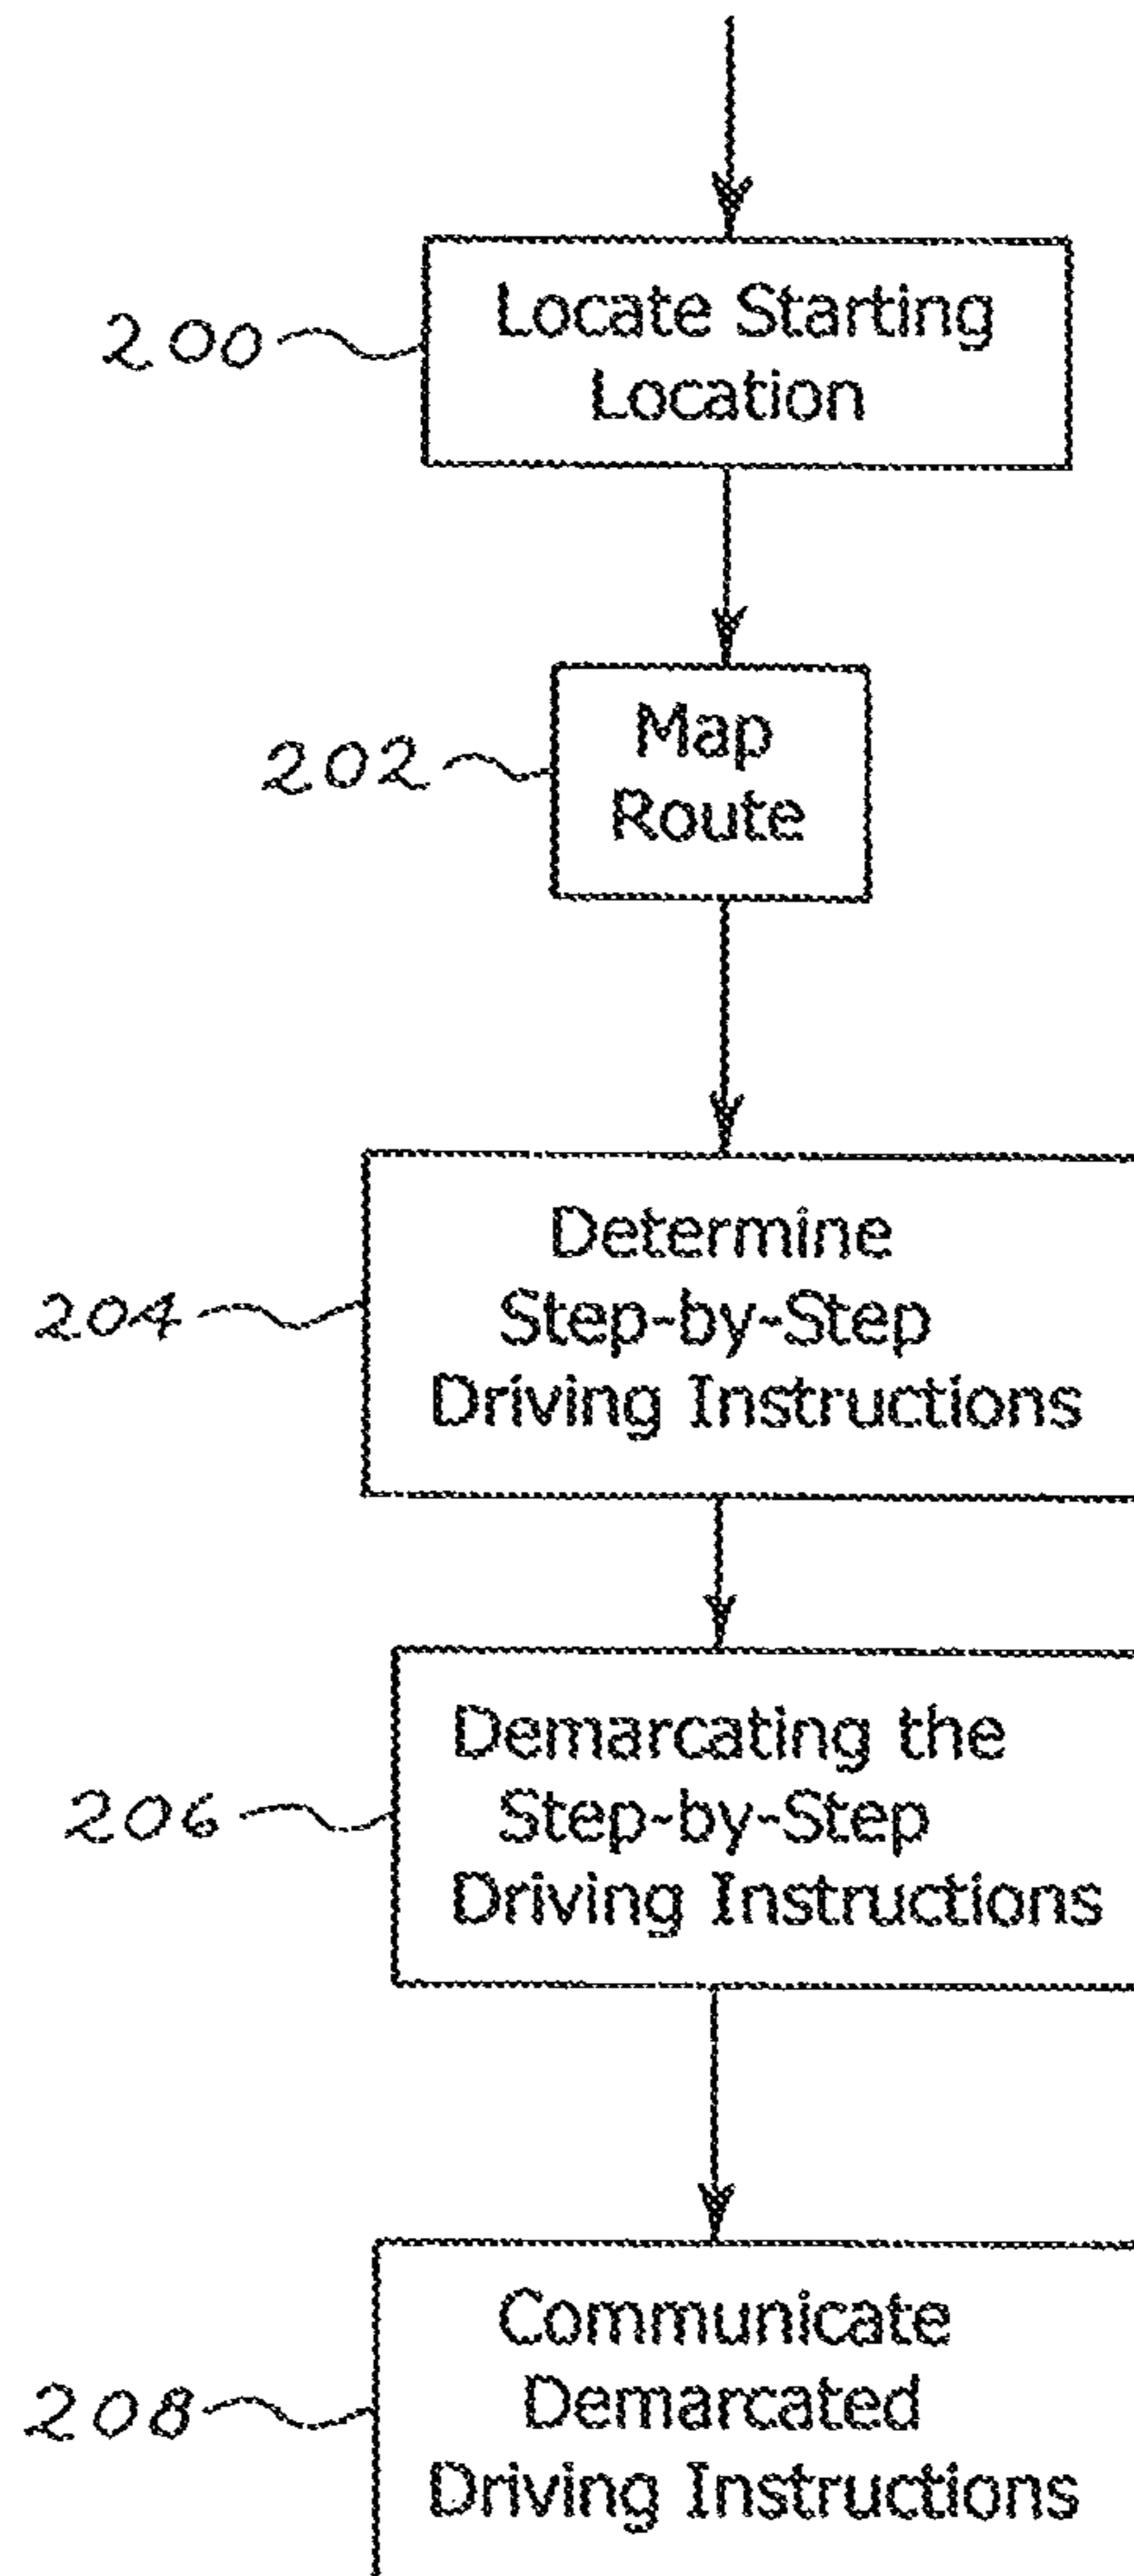 200
Locate Starting
Location
202
Map
Route
204
Determine
Step-by-Step
Driving Instructions
206
Demarcating the
Step-by-Step
Driving Instructions
208
Communicate
Demarcated
Driving Instructions